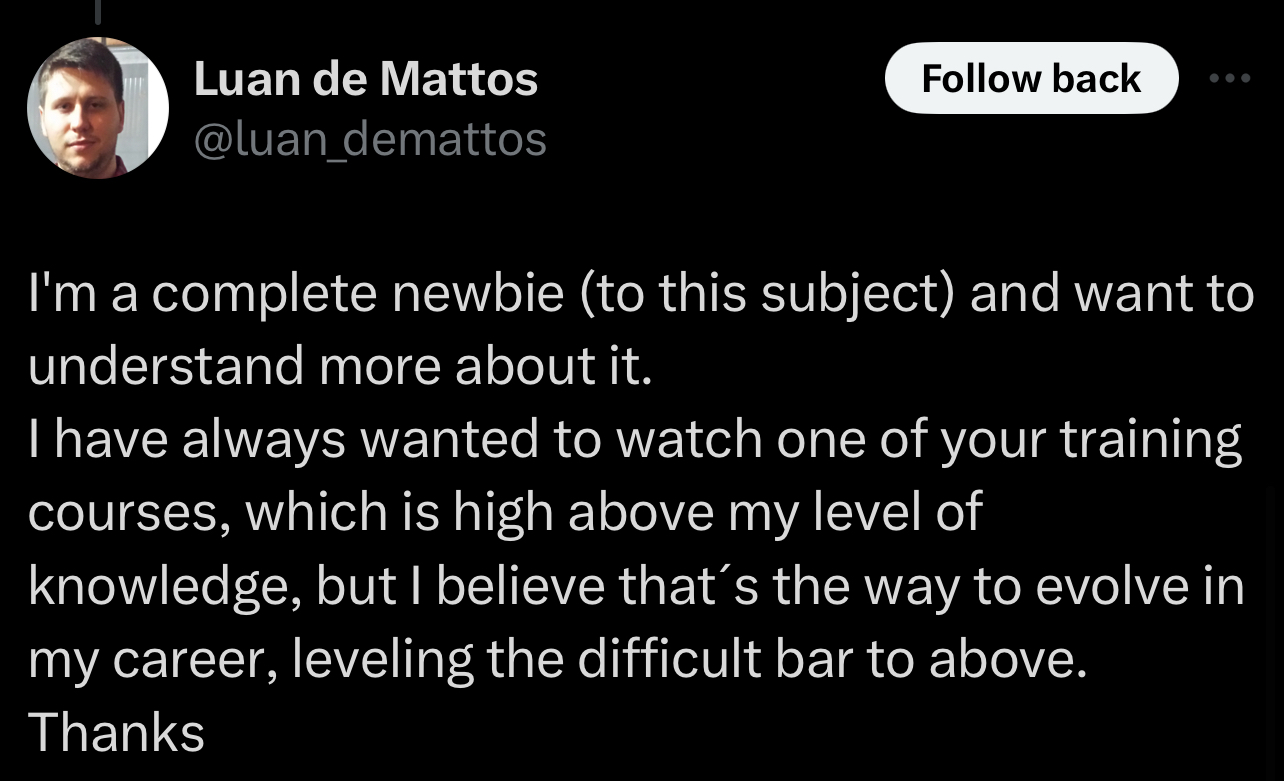 Luan de Mattos
@luan_demattos
Follow back
I'm a complete newbie (to this subject) and want to
understand more about it.
I have always wanted to watch one of your training
courses, which is high above my level of
knowledge, but I believe that´s the way to evolve in
my career, leveling the difficult bar to above.
Thanks